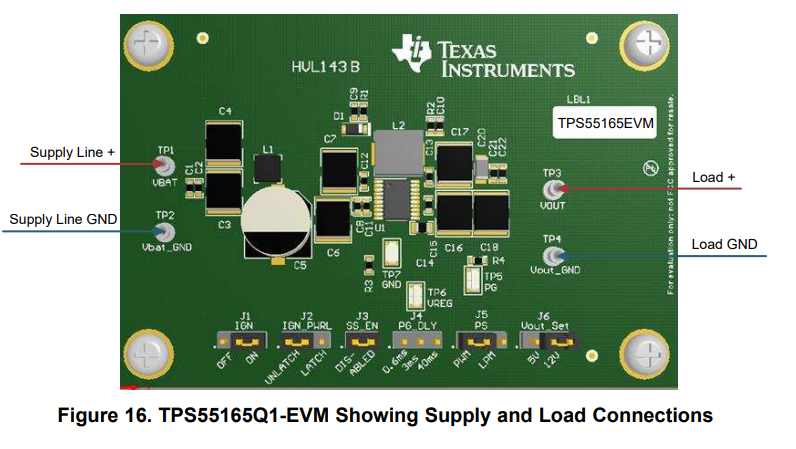 HVL143B
TEXAS
INSTRUMENTS
LBL1
TPS55165EVM
Supply Line +
Supply Line GND
Load +
Load GND
TP1
VBAT
TP2
Vbat_GND
TP3
VOUT
TP4
Vout_GND
C1
C2
C4
C3
L1
C5
C9
R1
D1
C7
C12
C6
C8
C11
L2
U1
R2
C10
C13
C17
C20
C21
C22
C15
C16
C18
C14
R3
TP7
GND
TP6
VREG
R4
TP5
PG
For evaluation only; not FCC approved for resale.
J1
IGN
OFF
ON
J2
IGN_PWRL
UNLATCH
LATCH
J3
SS_EN
DIS-
ABLED
J4
PG_DLY
0.6ms
3ms
40ms
J5
PS
PWM
LPM
J6
Vout_Set
5V
12V
Figure 16. TPS55165Q1-EVM Showing Supply and Load Connections